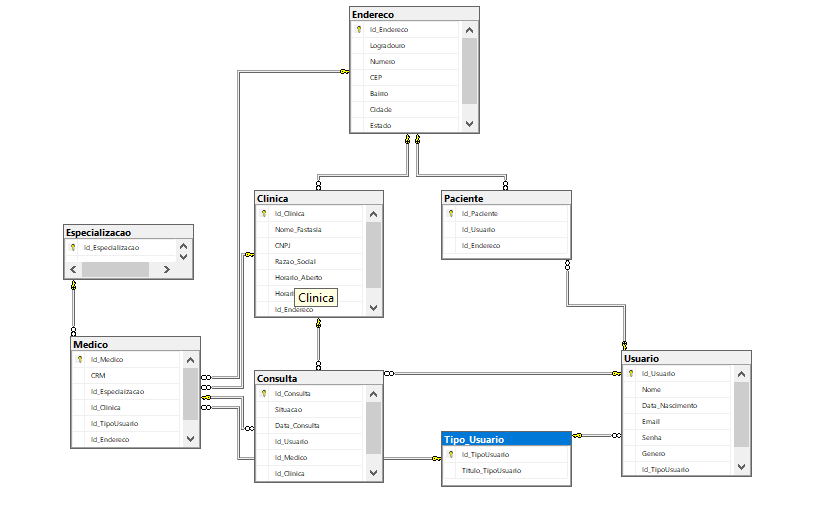 Endereco
Id_Endereco
Logradouro
Numero
CEP
Bairro
Cidade
Estado
Clinica
Id_Clinica
Nome_Fastasia
CNPJ
Razao_Social
Horario_Aberto
Horari
Clinica
Id_Endereco
Paciente
Id_Paciente
Id_Usuario
Id_Endereco
Especializacao
Id_Especializacao
Medico
Id_Medico
CRM
Id_Especializacao
Id_Clinica
Id_TipoUsuario
Id_Endereco
Consulta
Id_Consulta
Situacao
Data_Consulta
Id_Usuario
Id_Medico
Id_Clinica
Tipo_Usuario
Id_TipoUsuario
Titulo_TipoUsuario
Usuario
Id_Usuario
Nome
Data_Nascimento
Email
Senha
Genero
Id_TipoUsuario